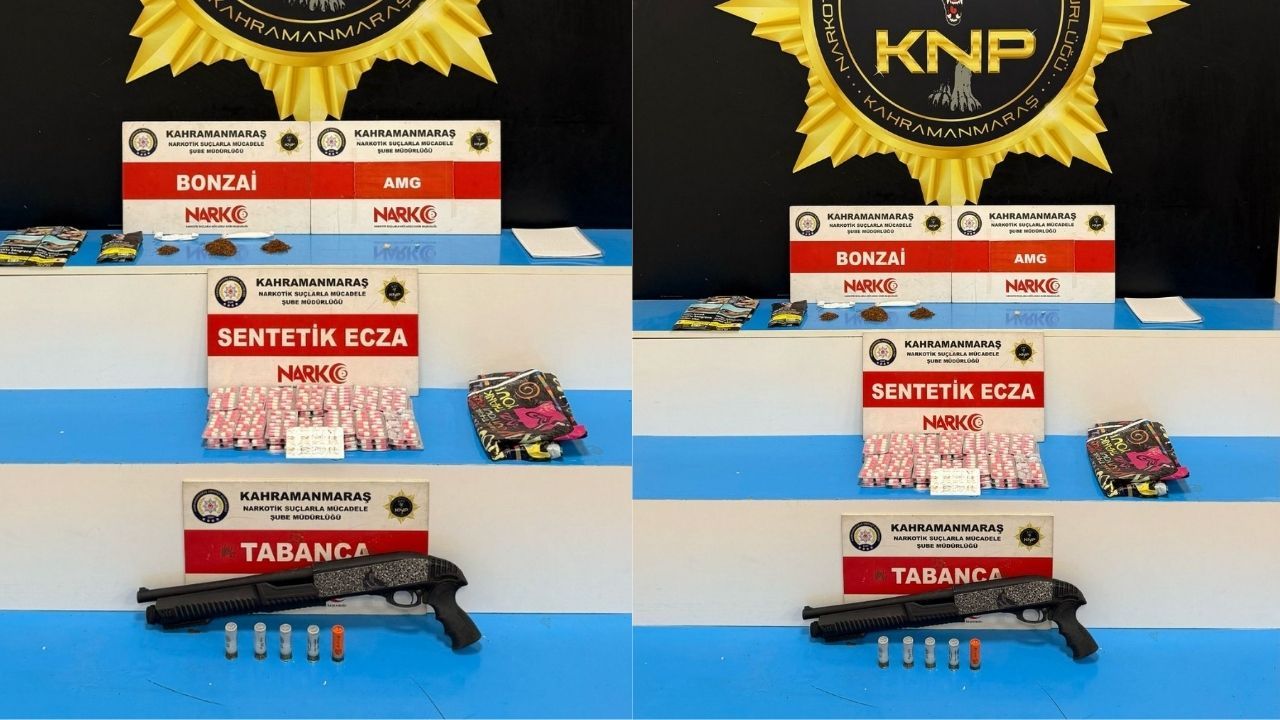 KAHRAMANMARAŞ
KAHRAMANMARAŞ
NARKOTİK SUÇLARLA MÜCADELE
ŞUBE MÜDÜRLÜĞÜ
BONZAİ
NARKO
KAHRAMANMARAŞ
NARKOTİK SUÇLARLA MÜCADELE
ŞUBE MÜDÜRLÜĞÜ
AMG
NARKO
KAHRAMANMARAŞ
NARKOTİK SUÇLARLA MÜCADELE
ŞUBE MÜDÜRLÜĞÜ
SENTETİK ECZA
NARKO
KAHRAMANMARAŞ
NARKOTİK SUÇLARLA MÜCADELE
ŞUBE MÜDÜRLÜĞÜ
TABANCA
KNP
KAHRAMANMARAŞ
KAHRAMANMARAŞ
NARKOTİK SUÇLARLA MÜCADELE
ŞUBE MÜDÜRLÜĞÜ
BONZAİ
NARKO
KAHRAMANMARAŞ
NARKOTİK SUÇLARLA MÜCADELE
ŞUBE MÜDÜRLÜĞÜ
AMG
NARKO
KAHRAMANMARAŞ
NARKOTİK SUÇLARLA MÜCADELE
ŞUBE MÜDÜRLÜĞÜ
SENTETİK ECZA
NARKO
KAHRAMANMARAŞ
NARKOTİK SUÇLARLA MÜCADELE
ŞUBE MÜDÜRLÜĞÜ
TABANCA